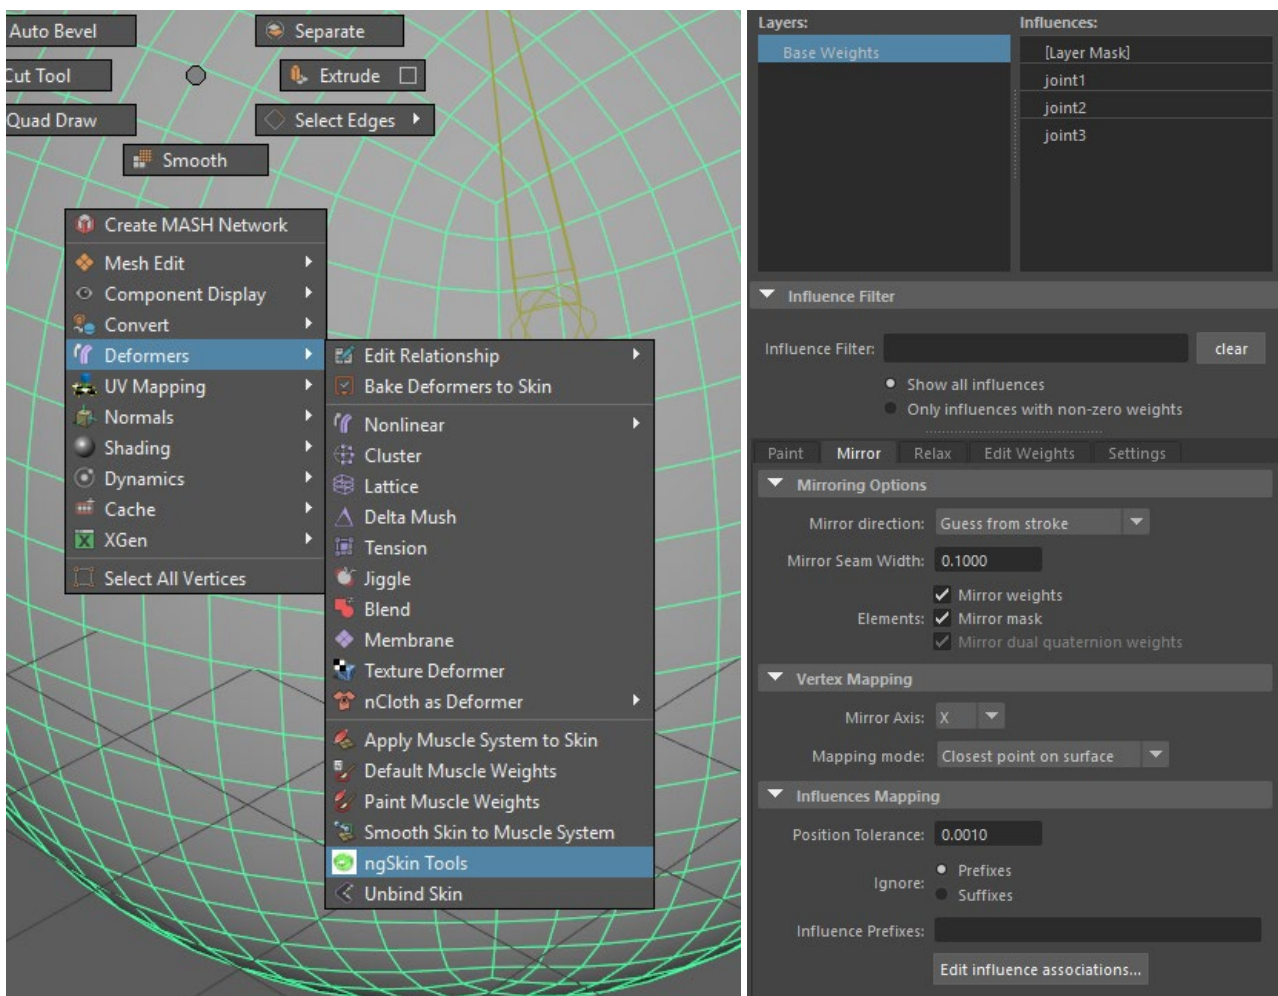 Auto Bevel
Separate
Cut Tool
Extrude
Quad Draw
Select Edges
Smooth
Create MASH Network
Mesh Edit
Component Display
Convert
Deformers
UV Mapping
Normals
Shading
Dynamics
Cache
XGen
Select All Vertices
Edit Relationship
Bake Deformers to Skin
Nonlinear
Cluster
Lattice
Delta Mush
Tension
Jiggle
Blend
Membrane
Texture Deformer
nCloth as Deformer
Apply Muscle System to Skin
Default Muscle Weights
Paint Muscle Weights
Smooth Skin to Muscle System
ngSkin Tools
Unbind Skin
Layers:
Base Weights
Influences:
[Layer Mask]
joint1
joint2
joint3
Influence Filter
Influence Filter: clear
Show all influences
Only influences with non-zero weights
Paint Mirror Relax Edit Weights Settings
Mirroring Options
Mirror direction: Guess from stroke
Mirror Seam Width: 0.1000
Mirror weights
Elements: Mirror mask
Mirror dual quaternion weights
Vertex Mapping
Mirror Axis: X
Mapping mode: Closest point on surface
Influences Mapping
Position Tolerance: 0.0010
Ignore: Prefixes
Suffixes
Influence Prefixes:
Edit influence associations...